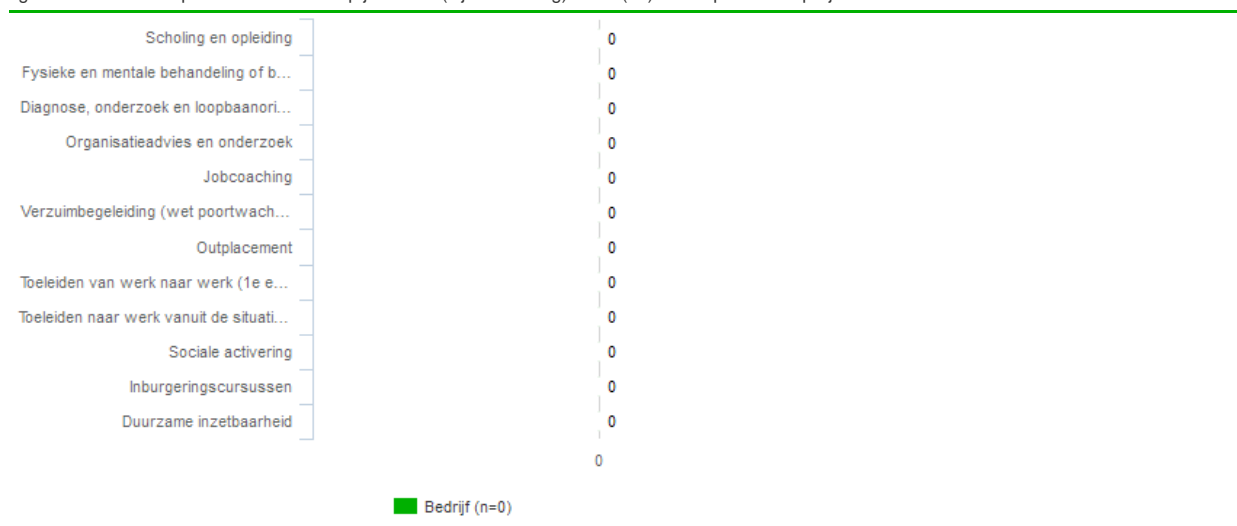 Scholing en opleiding 0
Fysieke en mentale behandeling of b... 0
Diagnose, onderzoek en loopbaanori... 0
Organisatieadvies en onderzoek 0
Jobcoaching 0
Verzuimbegeleiding (wet poortwach... 0
Outplacement 0
Toeleiden van werk naar werk (1e e... 0
Toeleiden naar werk vanuit de situati... 0
Sociale activering 0
Inburgeringscursussen 0
Duurzame inzetbaarheid 0
0
Bedrijf (n=0)